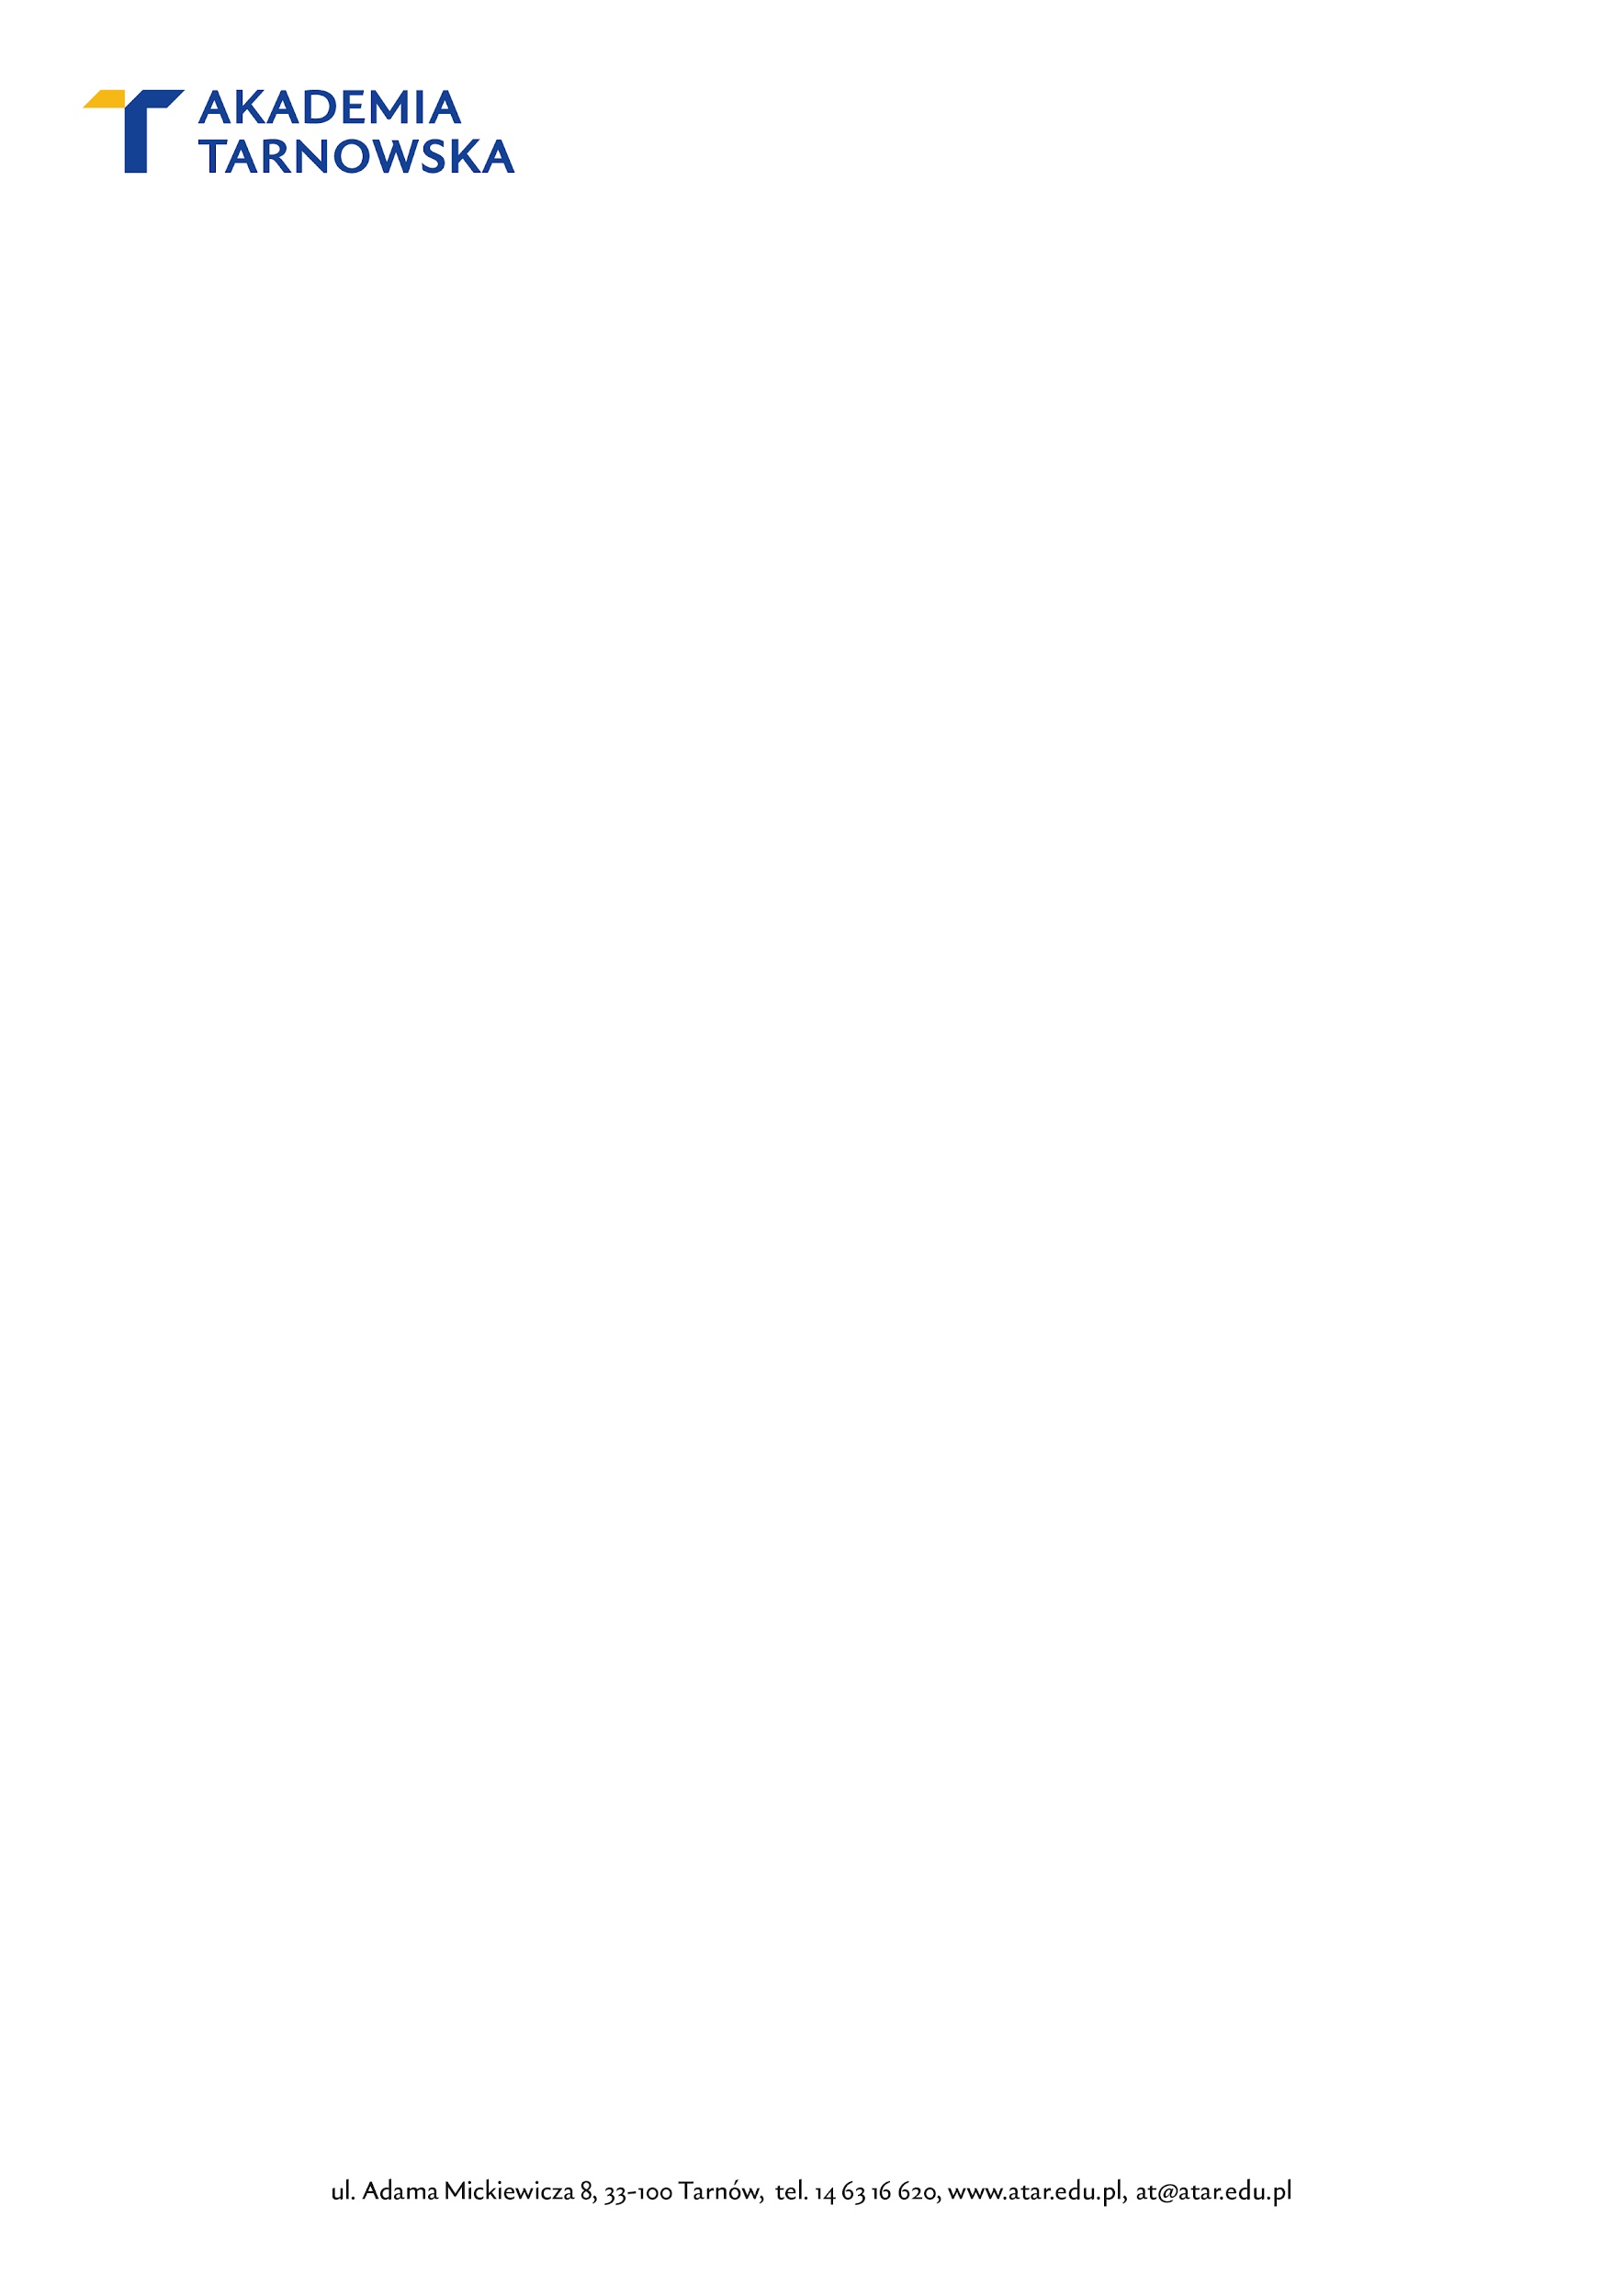 AKADEMIA
TARNOWSKA
ul. Adama Mickiewicza 8, 33-100 Tarnów, tel. 14 63 16 620, www.atar.edu.pl, at@atar.edu.pl